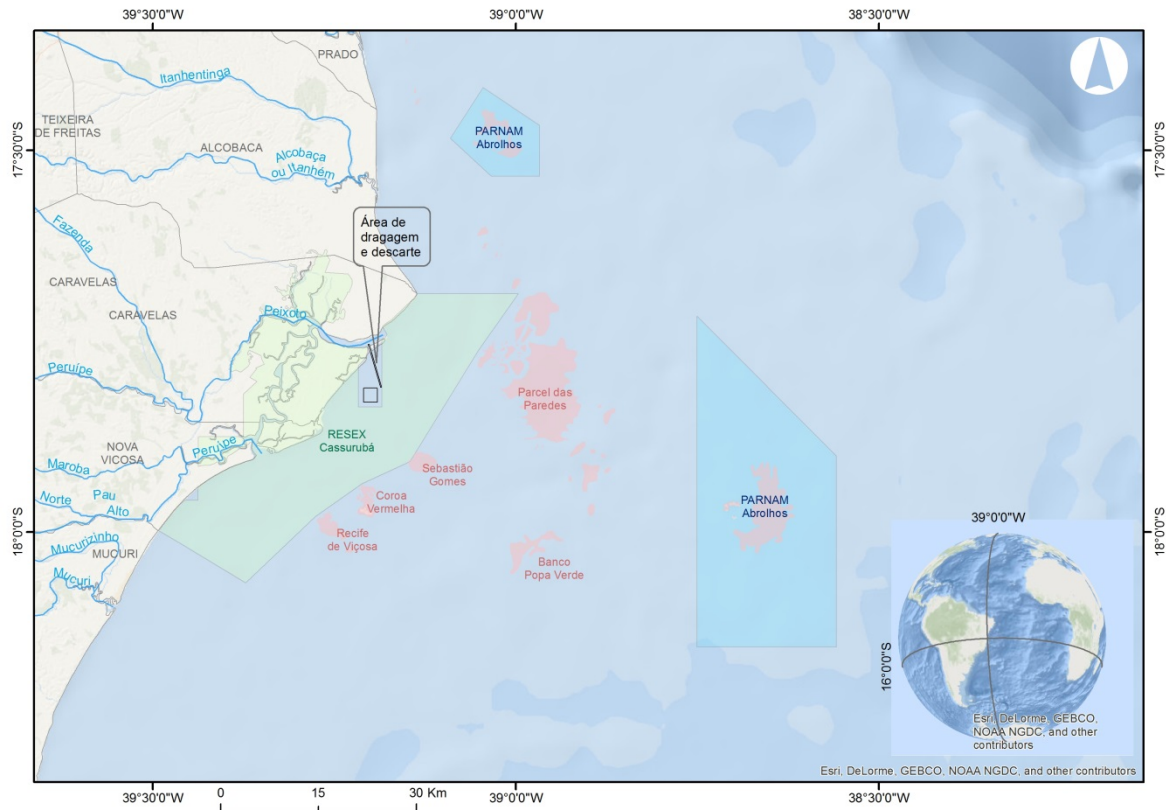 39°30'0"W
39°0'0"W
38°30'0"W
PRADO
Itanhentinga
TEIXEIRA
DE FREITAS
ALCOBACA
Alcobaça
ou Itanhém
PARNAM
Abrolhos
17°30'0"S
17°30'0"S
Fazenda
Área de
dragagem
e descarte
CARAVELAS
CARAVELAS
Peixoto
Peruípe
Parcel das
Paredes
RESEX
Cassurubá
NOVA
VICOSA
Peruípe
Maroba
Sebastião
Gomes
Norte
Pau
Alto
Coroa
Vermelha
PARNAM
Abrolhos
Recife
de Viçosa
18°0'0"S
18°0'0"S
Mucurizinho
MUCURI
Mucuri
Banco
Popa Verde
39°0'0"W
16°0'0"S
Esri, DeLorme, GEBCO,
NOAA NGDC, and other
contributors
Esri, DeLorme, GEBCO, NOAA NGDC, and other contributors
39°30'0"W
39°0'0"W
38°30'0"W
0 15 30 Km